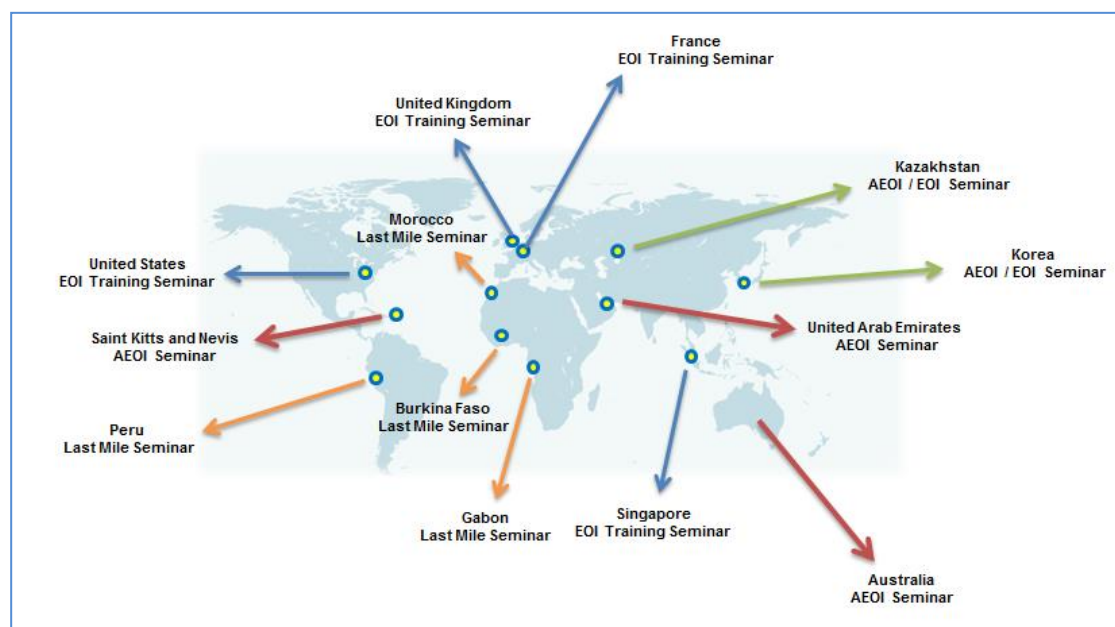 France
EOI Training Seminar
United Kingdom
EOI Training Seminar
Kazakhstan
AEOI / EOI Seminar
Morocco
Last Mile Seminar
United States
EOI Training Seminar
Korea
AEOI / EOI Seminar
Saint Kitts and Nevis
AEOI Seminar
United Arab Emirates
AEOI Seminar
Burkina Faso
Last Mile Seminar
Peru
Last Mile Seminar
Gabon
Last Mile Seminar
Singapore
EOI Training Seminar
Australia
AEOI Seminar